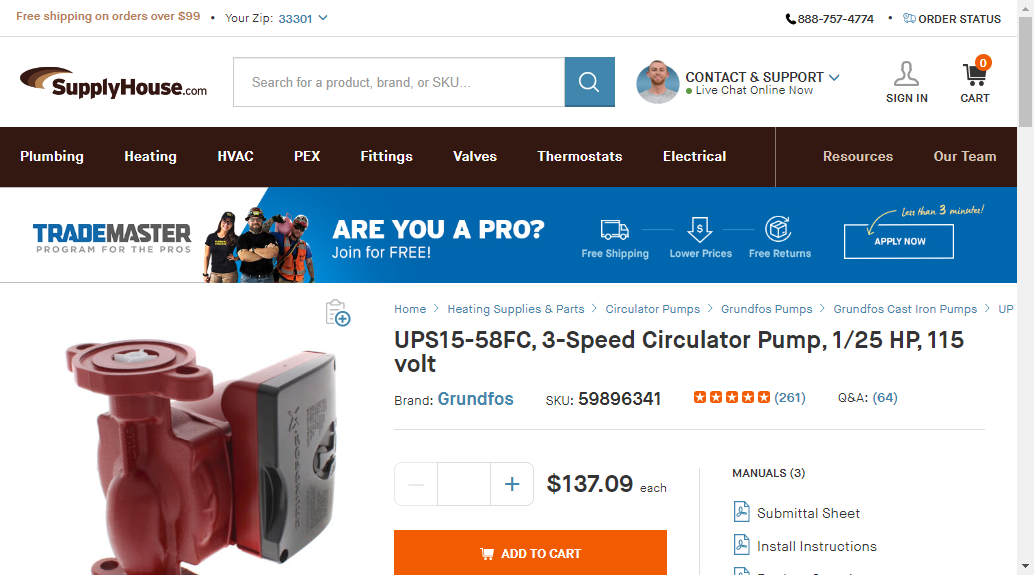 Free shipping on orders over $99 • Your Zip: 33301
888-757-4774 • ORDER STATUS
SupplyHouse.com
Search for a product, brand, or SKU...
CONTACT & SUPPORT
Live Chat Online Now
SIGN IN
0
CART
Plumbing Heating HVAC PEX Fittings Valves Thermostats Electrical Resources Our Team
TRADEMASTER
PROGRAM FOR THE PROS
ARE YOU A PRO?
Join for FREE!
Free Shipping
$
Lower Prices
Free Returns
Less than 3 minutes!
APPLY NOW
Home > Heating Supplies & Parts > Circulator Pumps > Grundfos Pumps > Grundfos Cast Iron Pumps > UP
UPS15-58FC, 3-Speed Circulator Pump, 1/25 HP, 115
volt
Brand: Grundfos
SKU: 59896341
(261)
Q&A: (64)
— +
$137.09 each
ADD TO CART
MANUALS (3)
Submittal Sheet
Install Instructions
GRUNDFOS